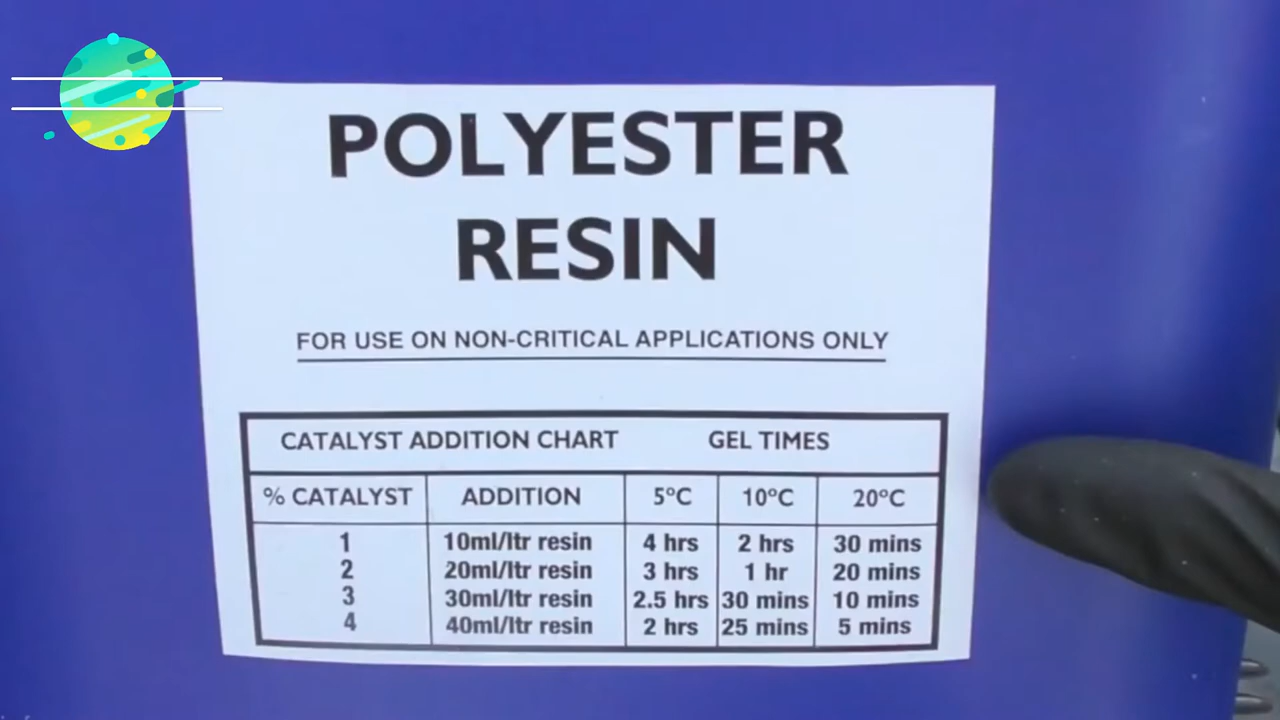 POLYESTER
RESIN
FOR USE ON NON-CRITICAL APPLICATIONS ONLY
CATALYST ADDITION CHART GEL TIMES
% CATALYST ADDITION 5°C 10°C 20°C
1 10ml/ltr resin 4 hrs 2 hrs 30 mins
2 20ml/ltr resin 3 hrs 1 hr 20 mins
3 30ml/ltr resin 2.5 hrs 30 mins 10 mins
4 40ml/ltr resin 2 hrs 25 mins 5 mins